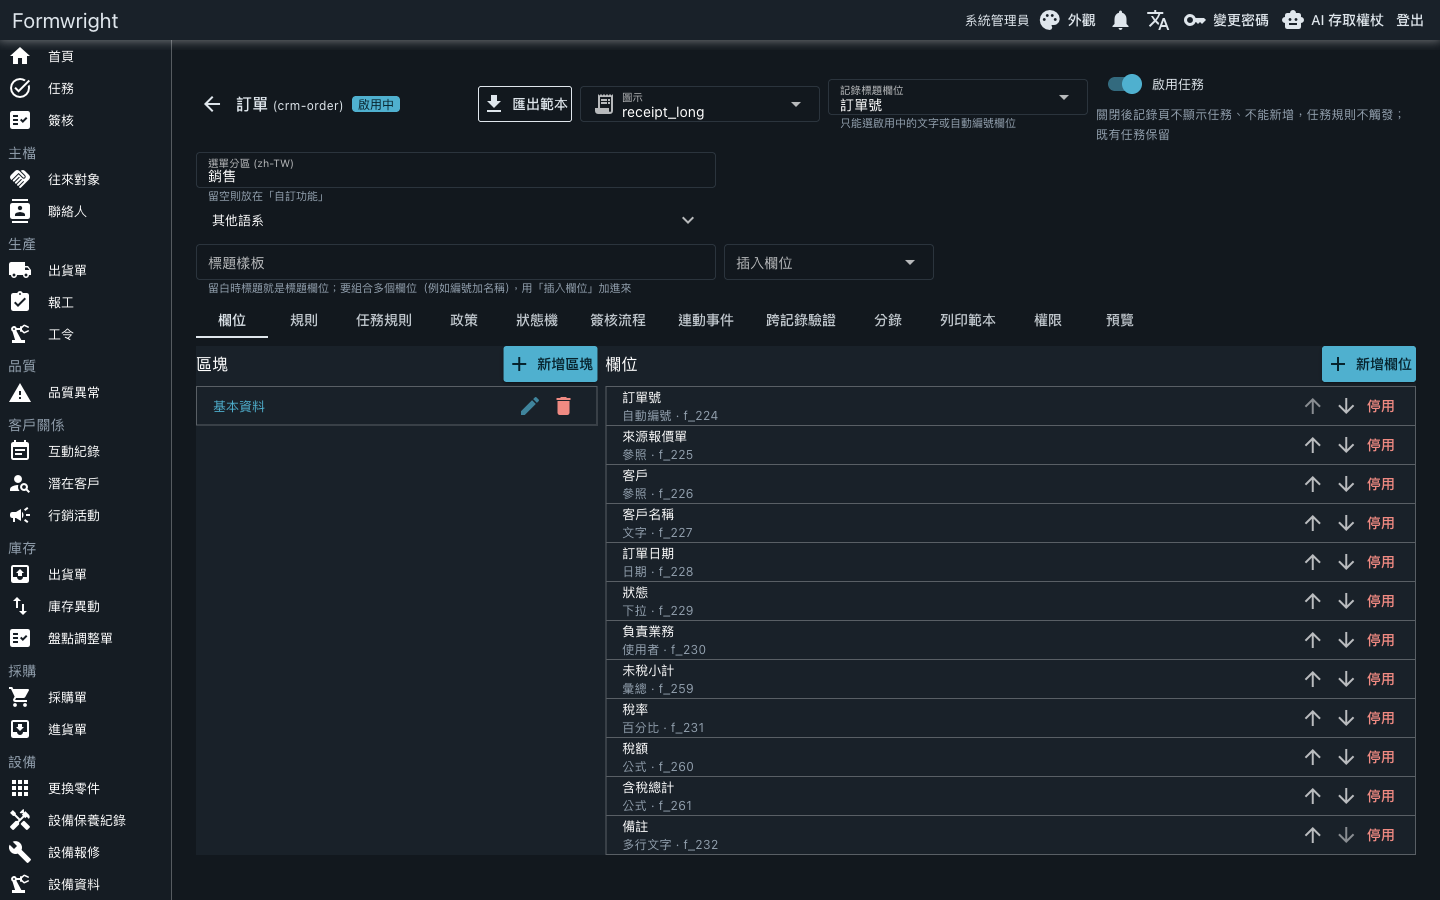 Formwright
系統管理員 外觀 變更密碼 AI 存取權杖 登出
首頁
任務
簽核
主檔
往來對象
聯絡人
生產
出貨單
報工
工令
品質
品質異常
客戶關係
互動紀錄
潛在客戶
行銷活動
庫存
出貨單
庫存異動
盤點調整單
採購
採購單
進貨單
設備
更換零件
設備保養紀錄
設備報修
設備資料
訂單 (crm-order) 啟用中
匯出範本
圖示
receipt_long
記錄標題欄位
訂單號
只能選啟用中的文字或自動編號欄位
啟用任務
關閉後記錄頁不顯示任務、不能新增，任務規則不觸發；
既有任務保留
選單分區 (zh-TW)
銷售
留空則放在「自訂功能」
其他語系
標題樣板
插入欄位
留白時標題就是標題欄位；要組合多個欄位（例如編號加名稱），用「插入欄位」加進來
欄位 規則 任務規則 政策 狀態機 簽核流程 連動事件 跨記錄驗證 分錄 列印範本 權限 預覽
區塊
新增區塊
基本資料
欄位
新增欄位
訂單號
自動編號 · f_224
停用
來源報價單
參照 · f_225
停用
客戶
參照 · f_226
停用
客戶名稱
文字 · f_227
停用
訂單日期
日期 · f_228
停用
狀態
下拉 · f_229
停用
負責業務
使用者 · f_230
停用
未稅小計
彙總 · f_259
停用
稅率
百分比 · f_231
停用
稅額
公式 · f_260
停用
含稅總計
公式 · f_261
停用
備註
多行文字 · f_232
停用